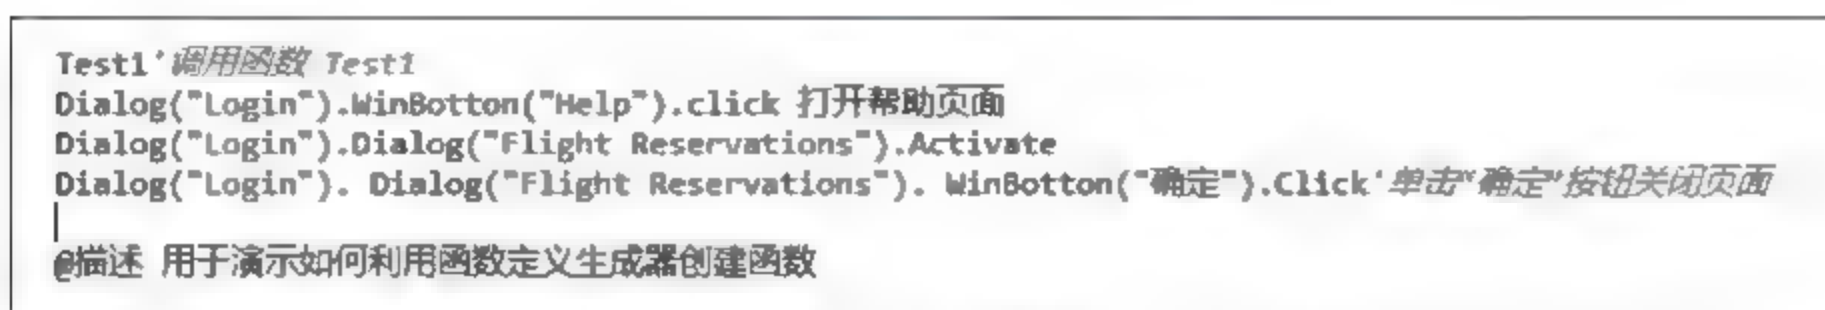 Test1'调用函数 Test1
Dialog("Login").WinBotton("Help").click 打开帮助页面
Dialog("Login").Dialog("Flight Reservations").Activate
Dialog("Login"). Dialog("Flight Reservations"). WinBotton("确定").Click'单击"确定"按钮关闭页面
@描述 用于演示如何利用函数定义生成器创建函数